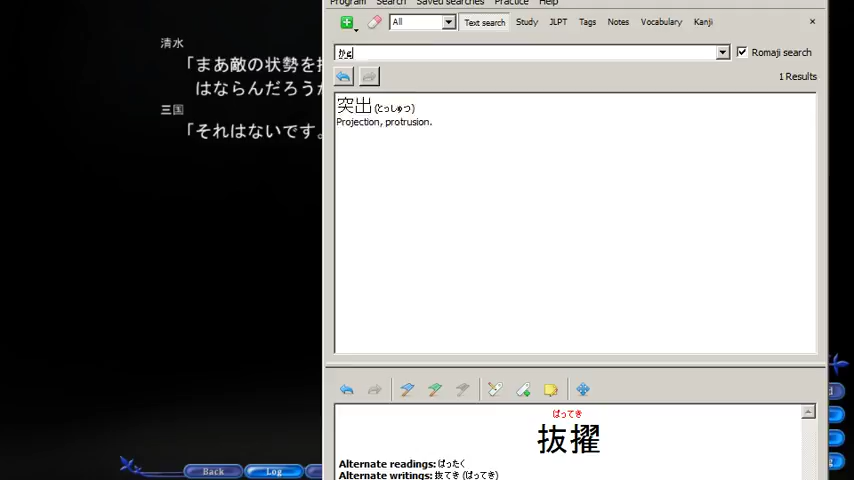 Program Search Saved searches Practice Help
All Text search Study JLPT Tags Notes Vocabulary Kanji
かg Romaji search
1 Results
突出 (とっしゅつ)
Projection, protrusion.
清水
「まあ敵の状勢を
はならんだろう
三国
「それはないです。
ばってき
抜擢
Alternate readings: ばったく
Alternate writings: 抜てき (ばってき)
Back Log